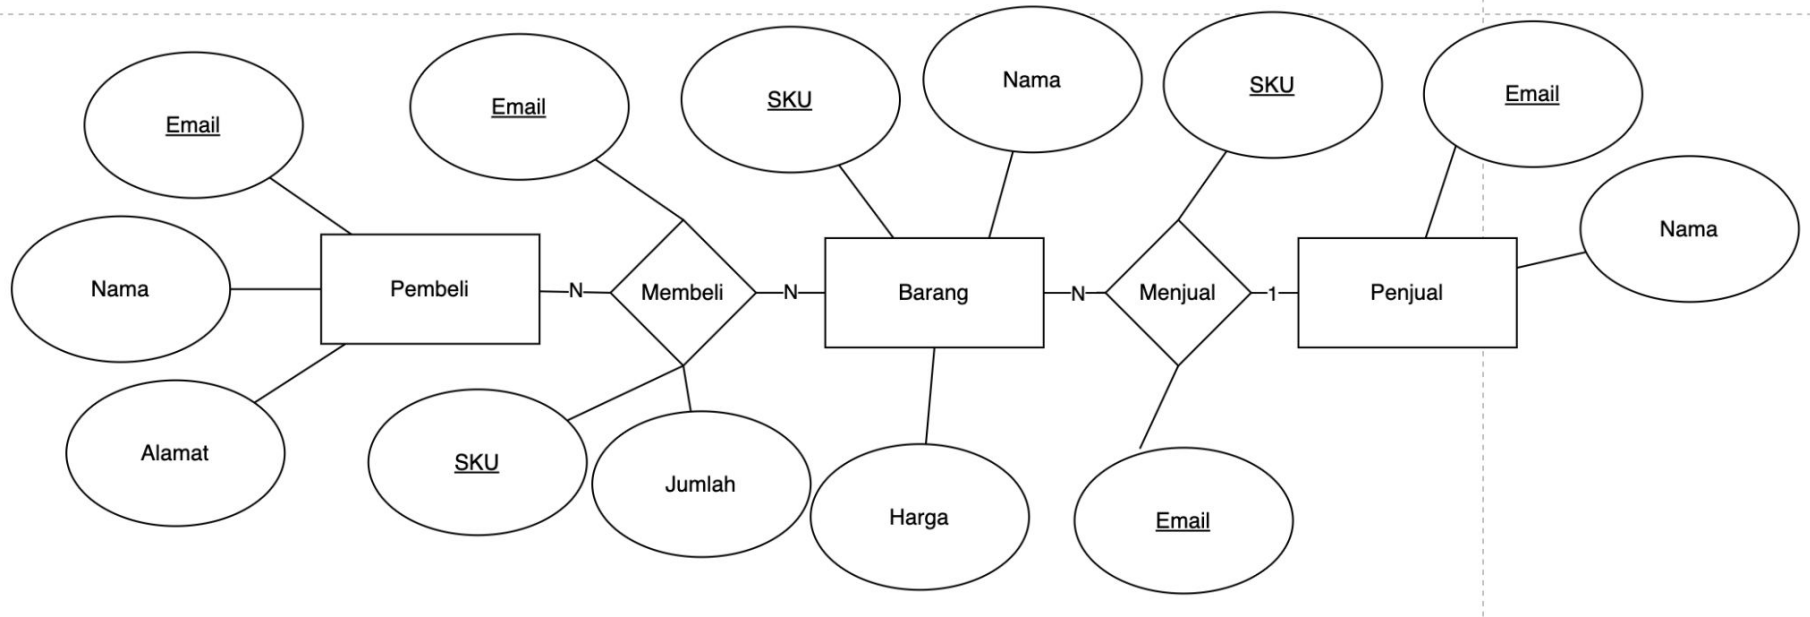 Email
Email
SKU
Nama
SKU
Email
Nama
Nama
Pembeli
N
Membeli
N
Barang
N
Menjual
1
Penjual
Alamat
SKU
Jumlah
Harga
Email